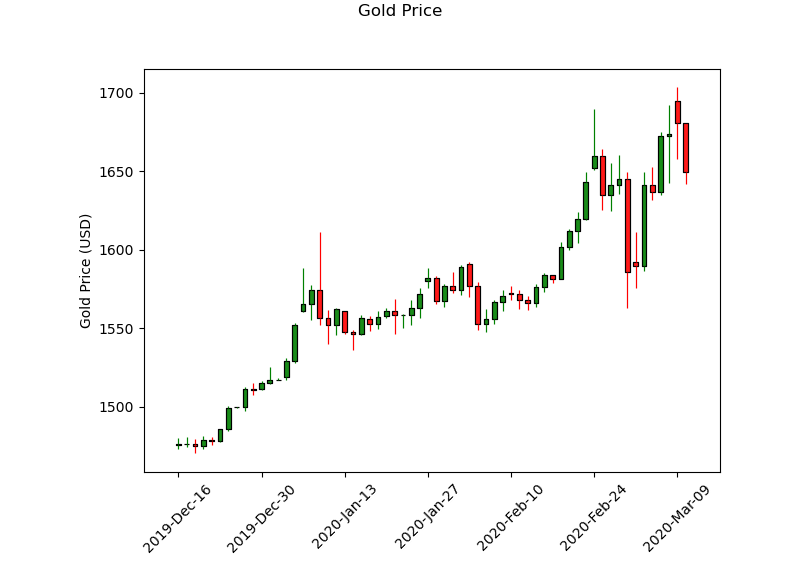 Gold Price
Gold Price (USD)
1700
1650
1600
1550
1500
2019-Dec-16
2019-Dec-30
2020-Jan-13
2020-Jan-27
2020-Feb-10
2020-Feb-24
2020-Mar-09